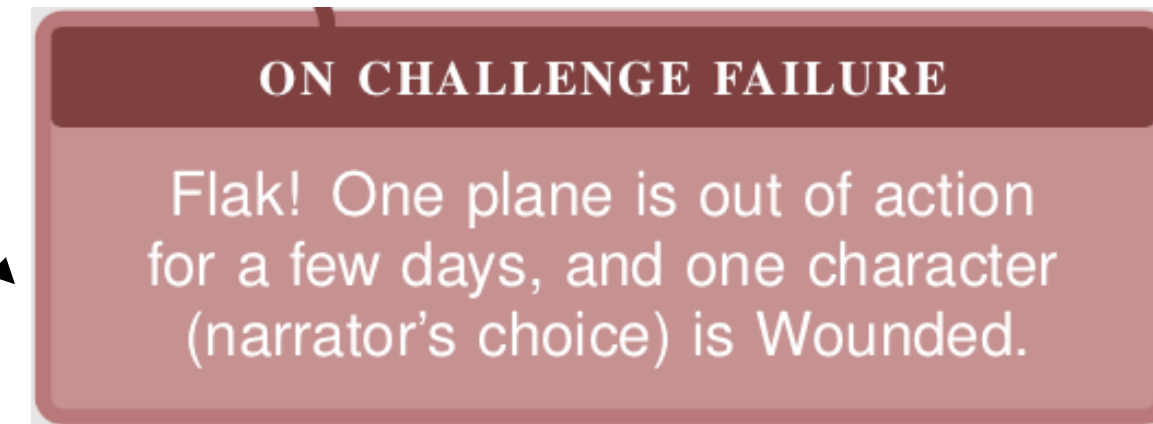 ON CHALLENGE FAILURE
Flak! One plane is out of action
for a few days, and one character
(narrator's choice) is Wounded.